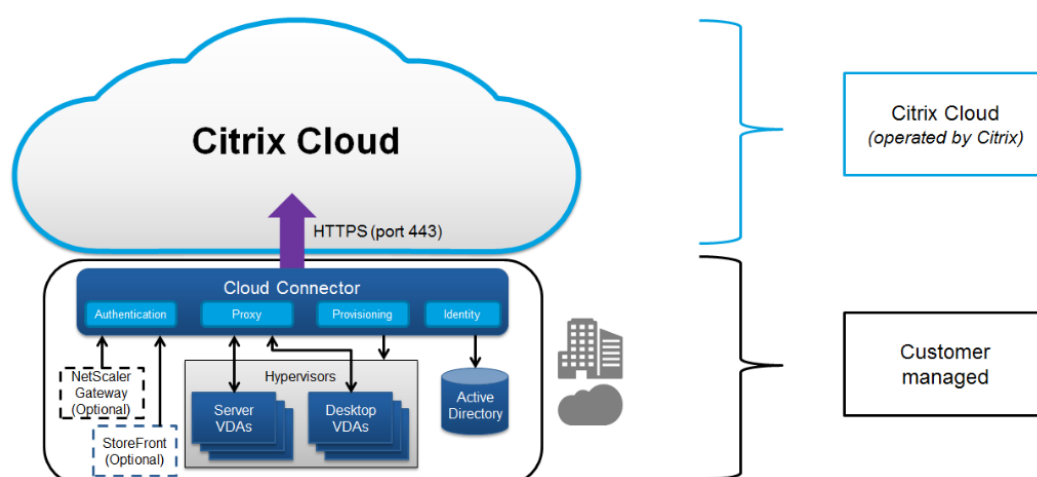 Citrix Cloud
HTTPS (port 443)
Citrix Cloud
(operated by Citrix)
Cloud Connector
Authentication
Proxy
Provisioning
Identity
NetScaler
Gateway
(Optional)
StoreFront
(Optional)
Hypervisors
Server
VDAs
Desktop
VDAs
Active
Directory
Customer
managed